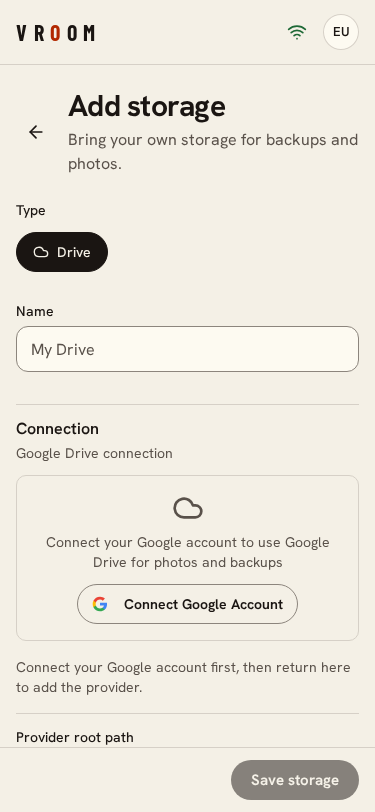 VROOM
EU
Add storage
Bring your own storage for backups and
photos.
Type
Drive
Name
My Drive
Connection
Google Drive connection
Connect your Google account to use Google
Drive for photos and backups
Connect Google Account
Connect your Google account first, then return here
to add the provider.
Provider root path
Save storage